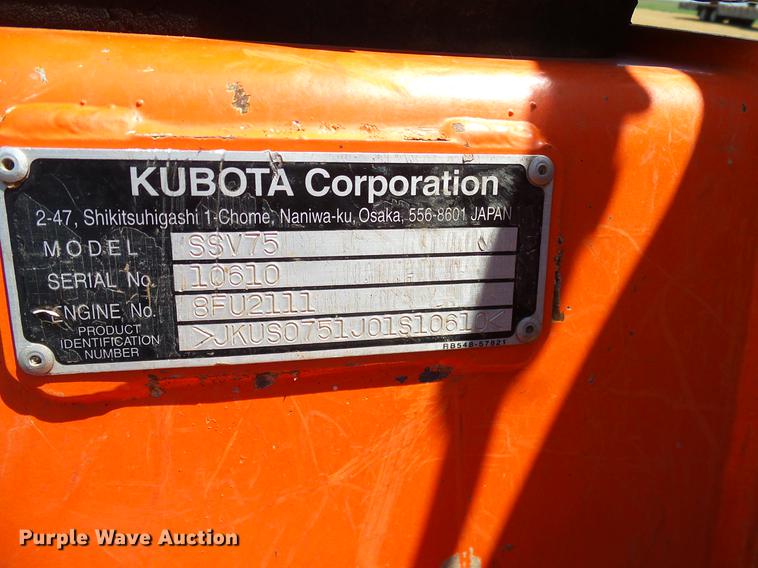 KUBOTA Corporation
2-47, Shikitsuhigashi 1-Chome, Naniwa-ku, Osaka, 556-8601 JAPAN
MODEL SSV75
SERIAL No. 10610
ENGINE No. 8FU2111
PRODUCT IDENTIFICATION NUMBER >JKUS0751J01S10610<
RB548-57821
Purple Wave Auction®